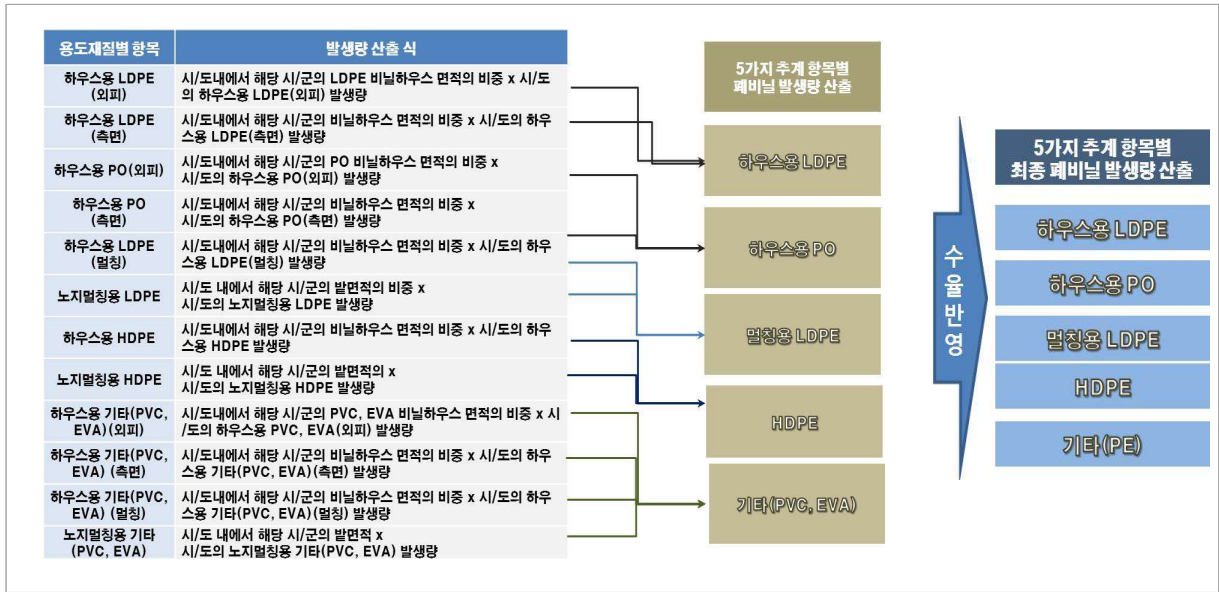 용도재질별 항목
발생량 산출 식
하우스용 LDPE
(외피)
시/도내에서 해당 시/군의 LDPE 비닐하우스 면적의 비중 x 시/도
의 하우스용 LDPE(외피) 발생량
하우스용 LDPE
(측면)
시/도내에서 해당 시/군의 비닐하우스 면적의 비중 x 시/도의 하우
스용 LDPE(측면) 발생량
하우스용 PO(외피)
시/도내에서 해당 시/군의 PO 비닐하우스 면적의 비중 x
시/도의 하우스용 PO(외피) 발생량
하우스용 PO
(측면)
시/도내에서 해당 시/군의 비닐하우스 면적의 비중 x
시/도의 하우스용 PO(측면) 발생량
하우스용 LDPE
(멀칭)
시/도내에서 해당 시/군의 비닐하우스 면적의 비중 x 시/도의 하우
스용 LDPE(멀칭) 발생량
노지멀칭용 LDPE
시/도 내에서 해당 시/군의 밭면적의 비중 x
시/도의 노지멀칭용 LDPE 발생량
하우스용 HDPE
시/도내에서 해당 시/군의 비닐하우스 면적의 비중 x 시/도의 하우
스용 HDPE 발생량
노지멀칭용 HDPE
시/도 내에서 해당 시/군의 밭면적의 x
시/도의 노지멀칭용 HDPE 발생량
하우스용 기타(PVC,
EVA)(외피)
시/도내에서 해당 시/군의 PVC, EVA 비닐하우스 면적의 비중 x 시
/도의 하우스용 PVC, EVA(외피) 발생량
하우스용 기타(PVC,
EVA) (측면)
시/도내에서 해당 시/군의 비닐하우스 면적의 비중 x 시/도의 하우
스용 기타(PVC, EVA)(측면) 발생량
하우스용 기타(PVC,
EVA) (멀칭)
시/도내에서 해당 시/군의 비닐하우스 면적의 비중 x 시/도의 하우
스용 기타(PVC, EVA)(멀칭) 발생량
노지멀칭용 기타
(PVC, EVA)
시/도 내에서 해당 시/군의 밭면적 x
시/도의 노지멀칭용 기타(PVC, EVA) 발생량
5가지 추계 항목별
폐비닐 발생량 산출
하우스용 LDPE
하우스용 PO
멀칭용 LDPE
HDPE
기타(PVC, EVA)
수율반영
5가지 추계 항목별
최종 폐비닐 발생량 산출
하우스용 LDPE
하우스용 PO
멀칭용 LDPE
HDPE
기타(PE)